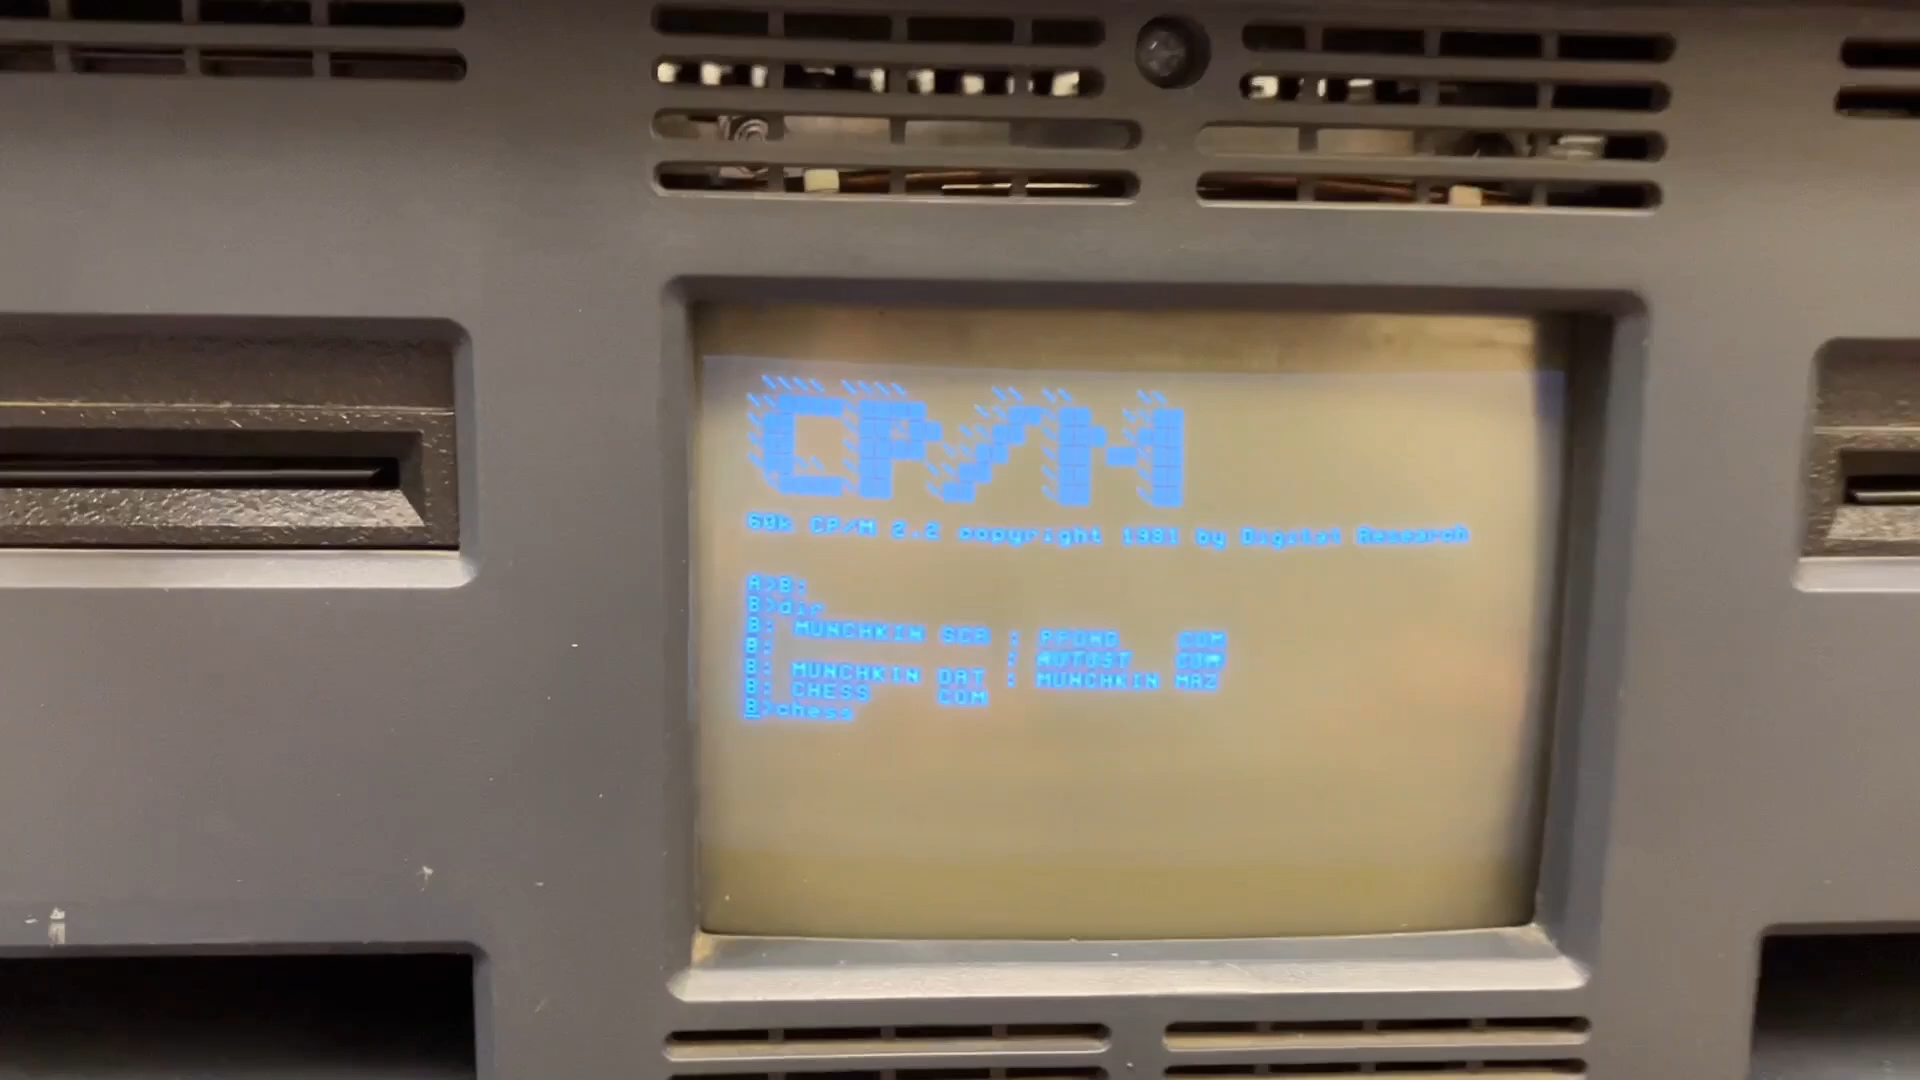 CP/M
60k CP/M 2.2 copyright 1981 by Digital Research
A>B:
B>dir
B: MUNCHKIN SCR : COM
B: : AUTOST COM
B: MUNCHKIN DAT : MUNCHKIN MAZ
B: CHESS COM
B>chess